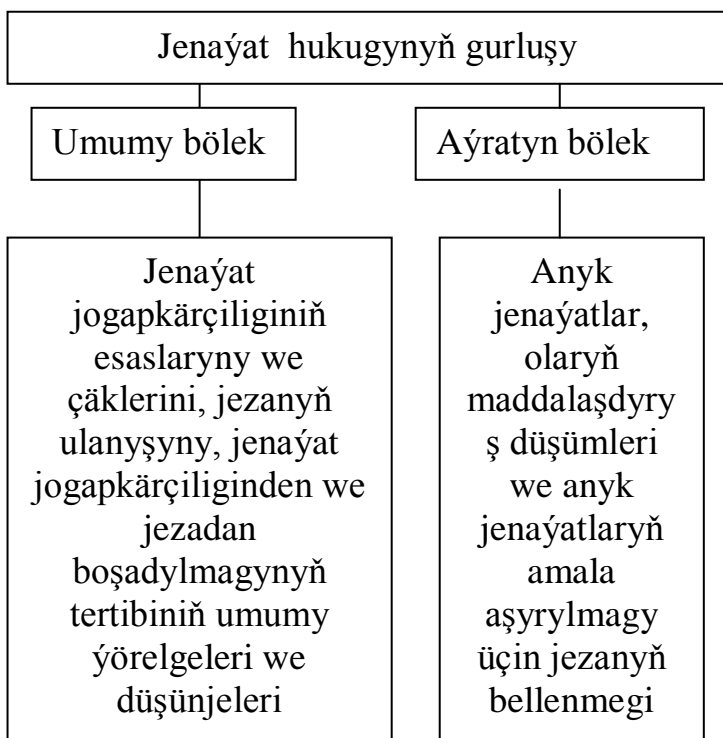 Jenaýat hukugynyň gurluşy
Umumy bölek
Aýratyn bölek
Jenaýat
jogapkärçiliginiň
esaslaryny we
çäklerini, jezanyň
ulanyşyny, jenaýat
jogapkärçiliginden we
jezadan
boşadylmagynyň
tertibiniň umumy
ýörelgeleri we
düşünjeleri
Anyk
jenaýatlar,
olaryň
maddalaşdyry
ş düşümleri
we anyk
jenaýatlaryň
amala
aşyrylmagy
üçin jezanyň
bellenmegi